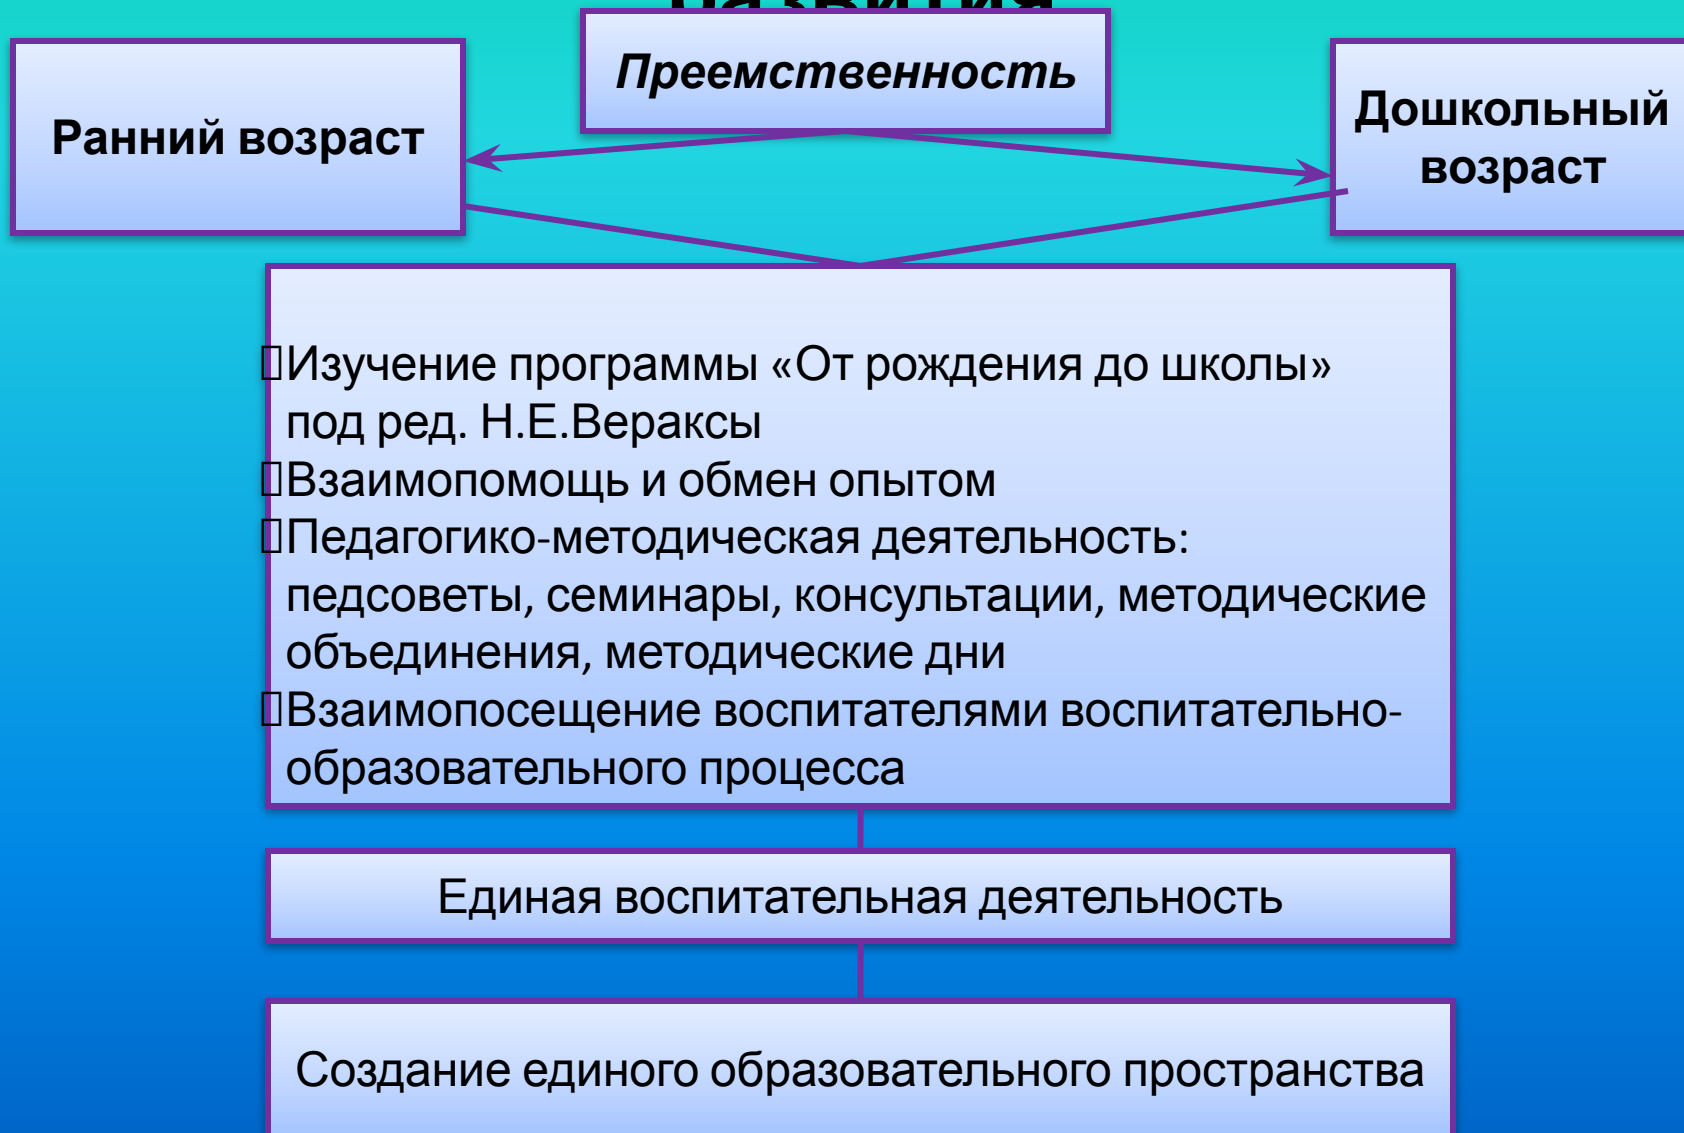 развития
Преемственность
Ранний возраст
Дошкольный
возраст
Изучение программы «От рождения до школы»
под ред. Н.Е.Вераксы
Взаимопомощь и обмен опытом
Педагогико-методическая деятельность:
педсоветы, семинары, консультации, методические
объединения, методические дни
Взаимопосещение воспитателями воспитательно-
образовательного процесса
Единая воспитательная деятельность
Создание единого образовательного пространства